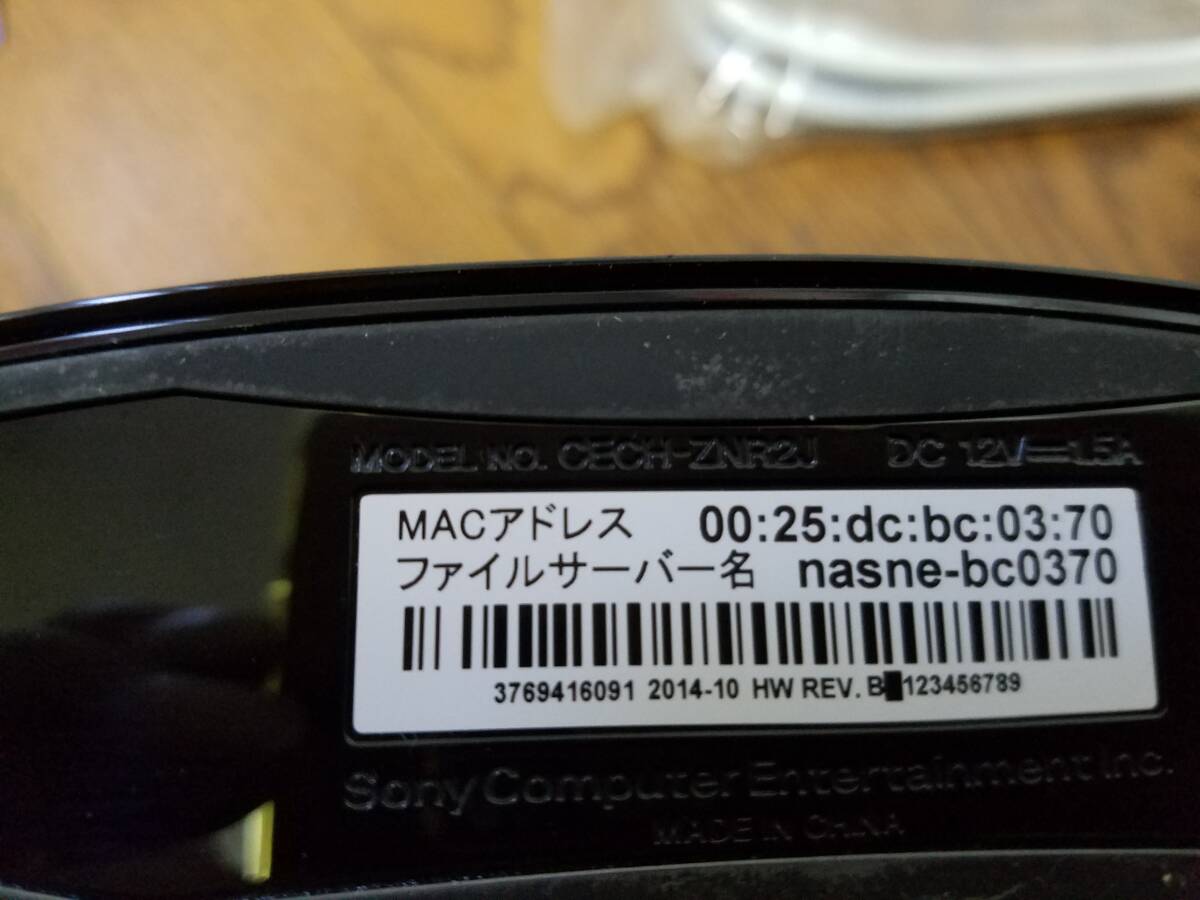 MODEL NO. CECH-ZNR2J DC 12V⎓1.5A
MACアドレス 00:25:dc:bc:03:70
ファイルサーバー名 nasne-bc0370
3769416091 2014-10 HW REV. B█123456789
Sony Computer Entertainment Inc.
MADE IN CHINA